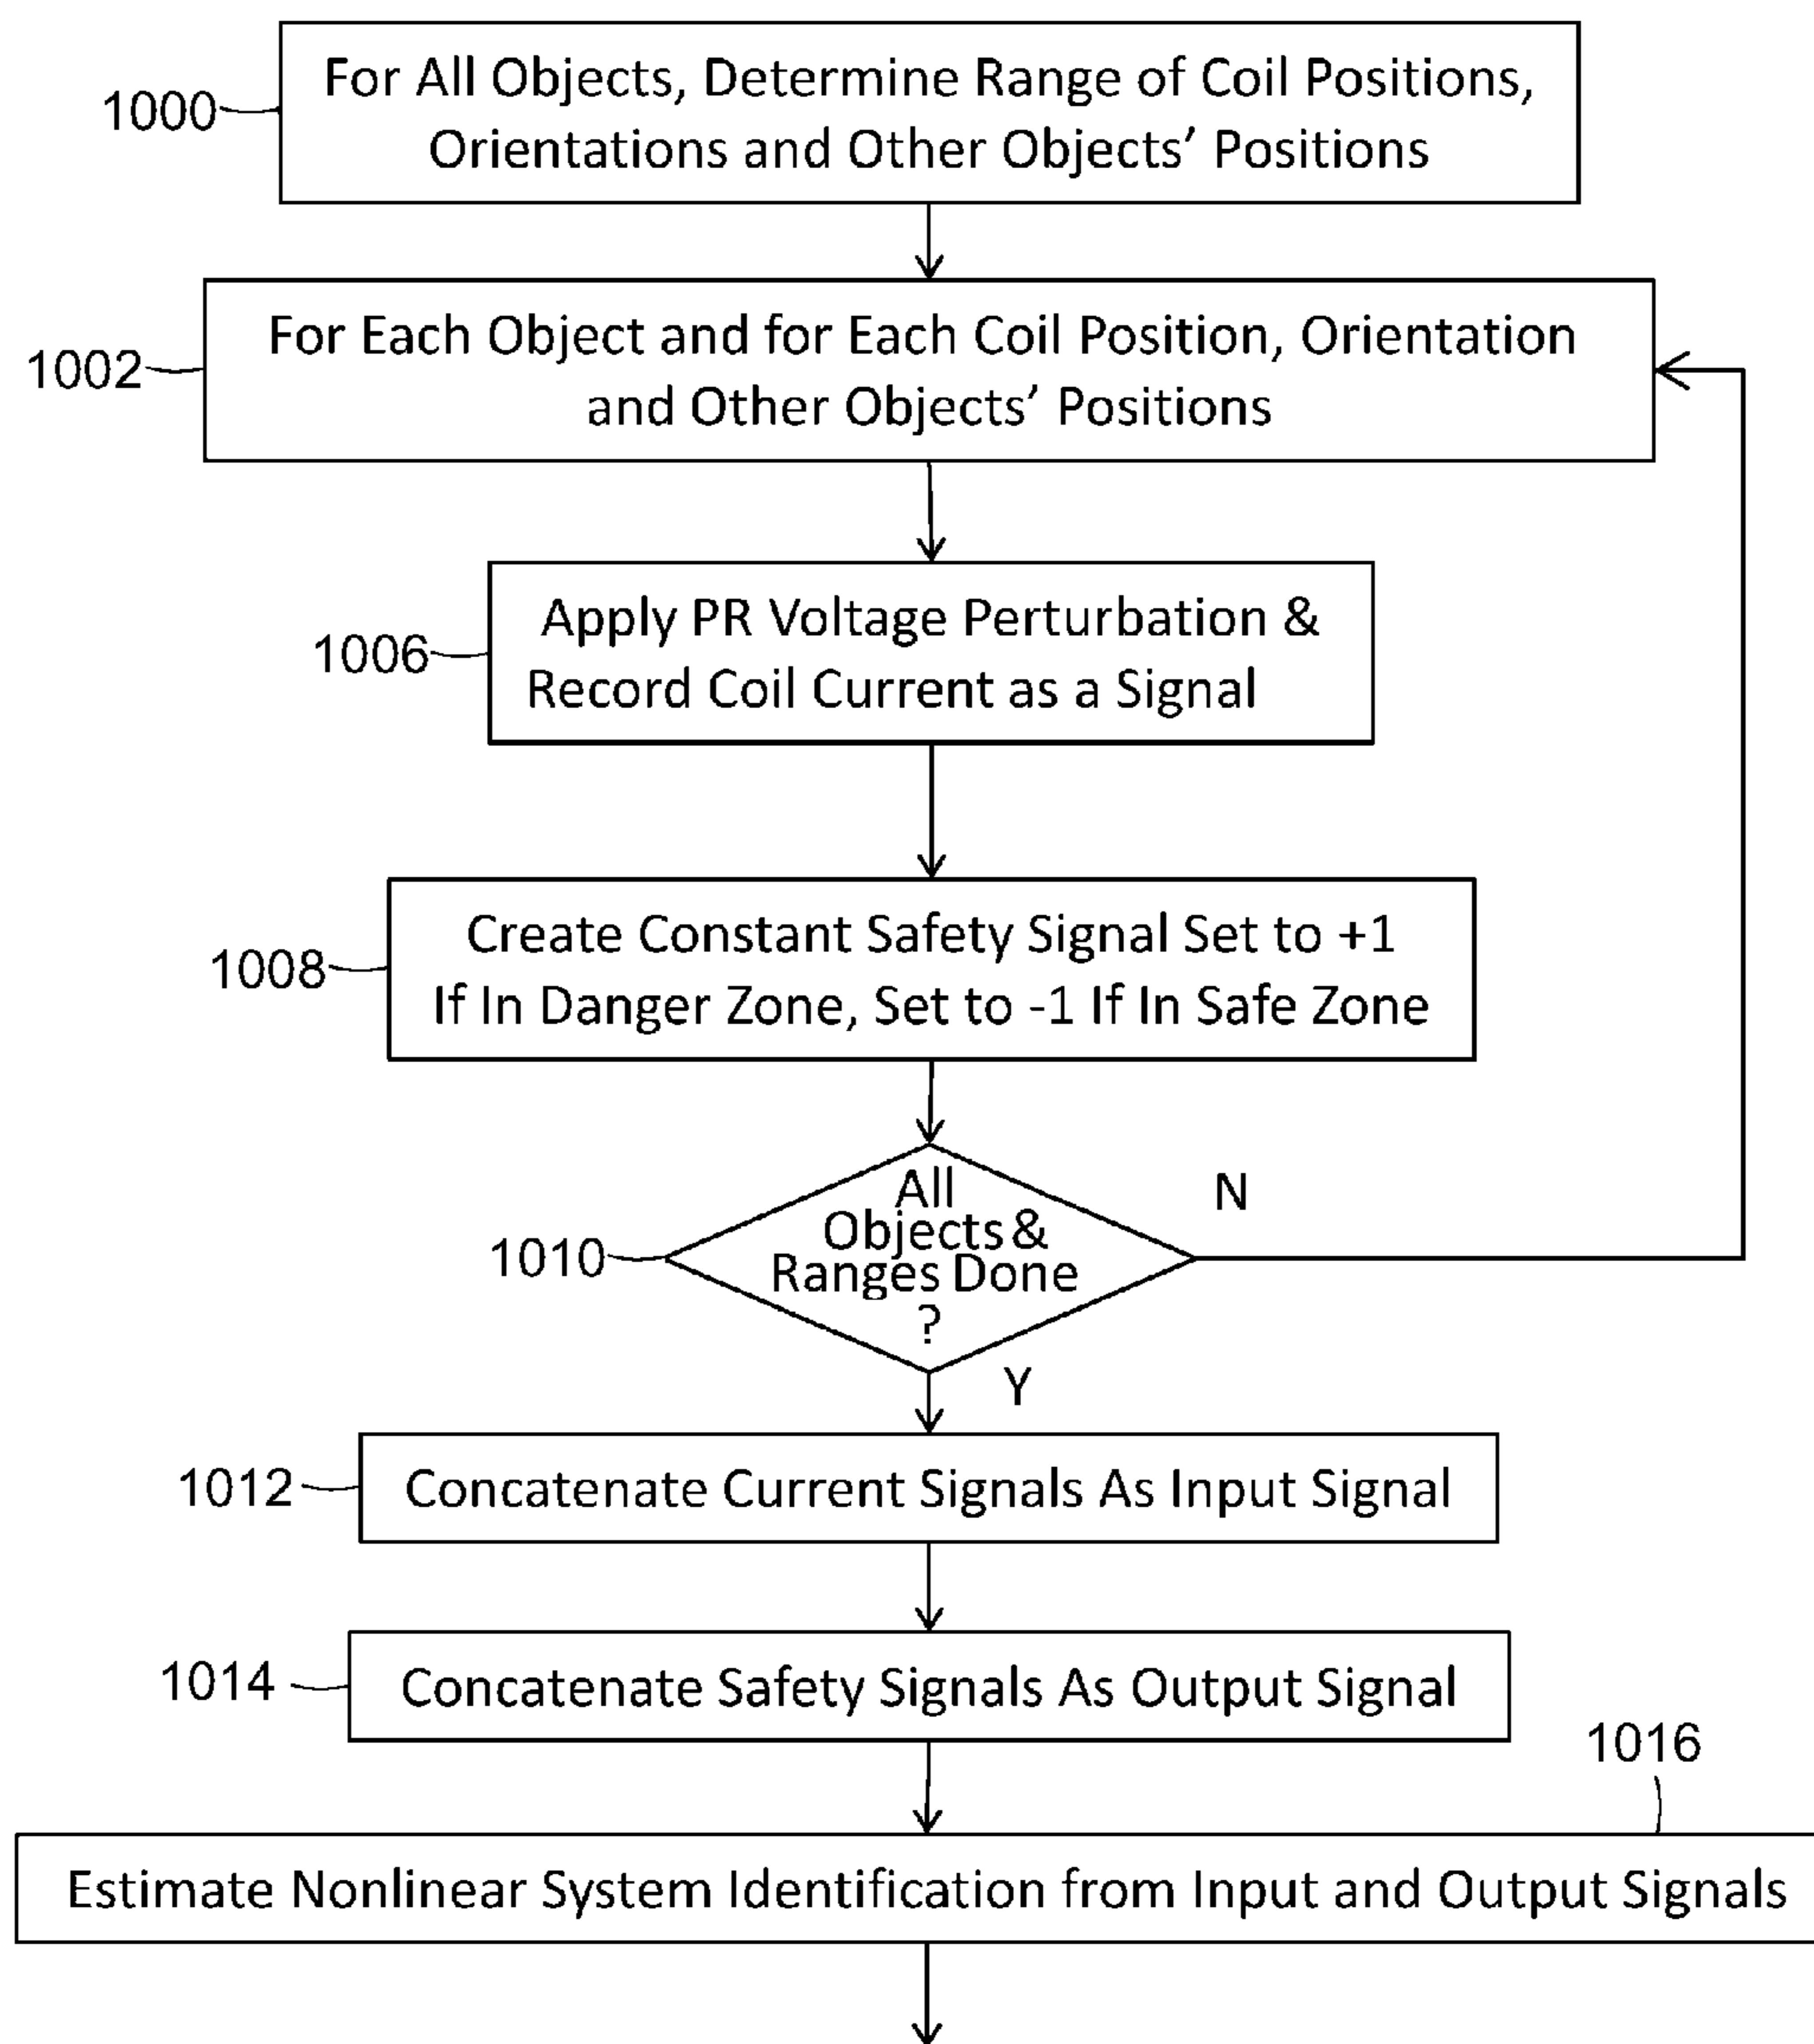 For All Objects, Determine Range of Coil Positions,
Orientations and Other Objects’ Positions
1000
For Each Object and for Each Coil Position, Orientation
and Other Objects’ Positions
1002
Apply PR Voltage Perturbation &
Record Coil Current as a Signal
1006
Create Constant Safety Signal Set to +1
If In Danger Zone, Set to -1 If In Safe Zone
1008
All
Objects &
Ranges Done
?
1010
N
Y
Concatenate Current Signals As Input Signal
1012
Concatenate Safety Signals As Output Signal
1014
1016
Estimate Nonlinear System Identification from Input and Output Signals